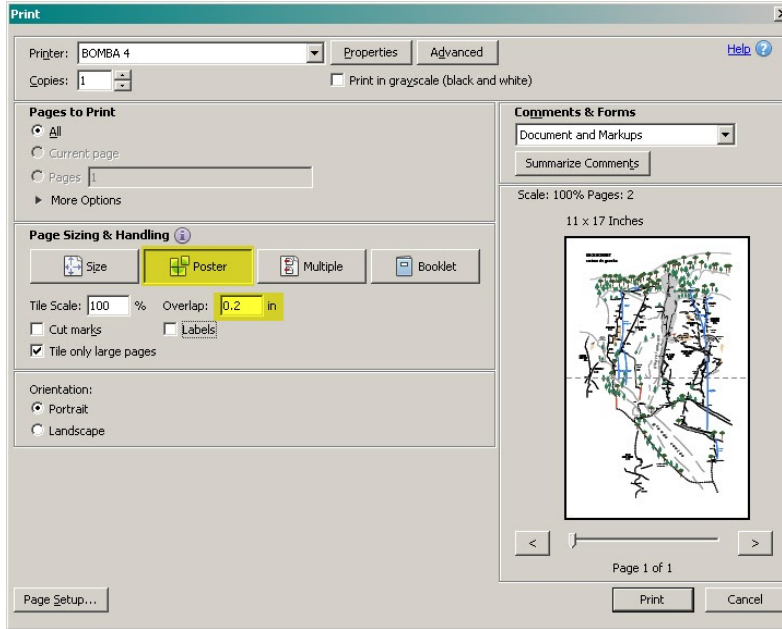 Print
Printer: BOMBA 4 Properties Advanced Help
Copies: 1 Print in grayscale (black and white)
Pages to Print
All
Current page
Pages 1
More Options
Comments & Forms
Document and Markups
Summarize Comments
Scale: 100% Pages: 2
11 x 17 Inches
Page Sizing & Handling
Size Poster Multiple Booklet
Tile Scale: 100 % Overlap: 0.2 in
Cut marks Labels
Tile only large pages
Orientation:
Portrait
Landscape
< >
Page 1 of 1
Page Setup... Print Cancel